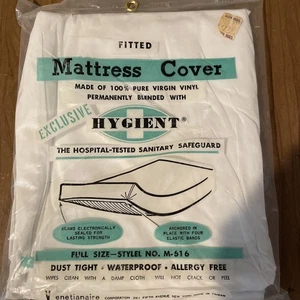 FITTED
Mattress Cover
MADE OF 100% PURE VIRGIN VINYL
PERMANENTLY BLENDED WITH
EXCLUSIVE
HYGIENT®
THE HOSPITAL-TESTED SANITARY SAFEGUARD
SEAMS ELECTRONICALLY
SEALED FOR
LASTING STRENGTH
ANCHORED IN
PLACE WITH FOUR
ELASTIC BANDS
FULL SIZE—STYLE NO. M-516
DUST TIGHT - WATERPROOF - ALLERGY FREE
WIPES CLEAN WITH A DAMP CLOTH WILL NOT CRACK OR PEEL
Venetianaire CORPORATION